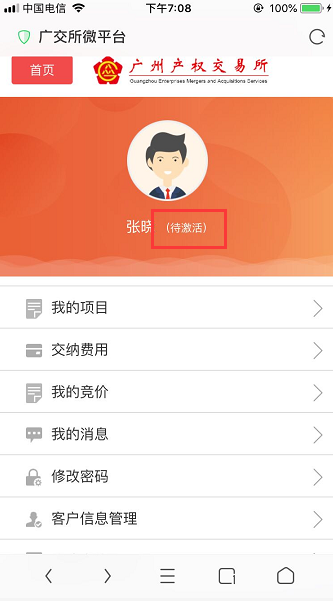 中国电信 下午7:08 100%
广交所微平台
首页 广州产权交易所
Guangzhou Enterprises Mergers and Acquisitions Services
张晓 (待激活)
我的项目
交纳费用
我的竞价
我的消息
修改密码
客户信息管理